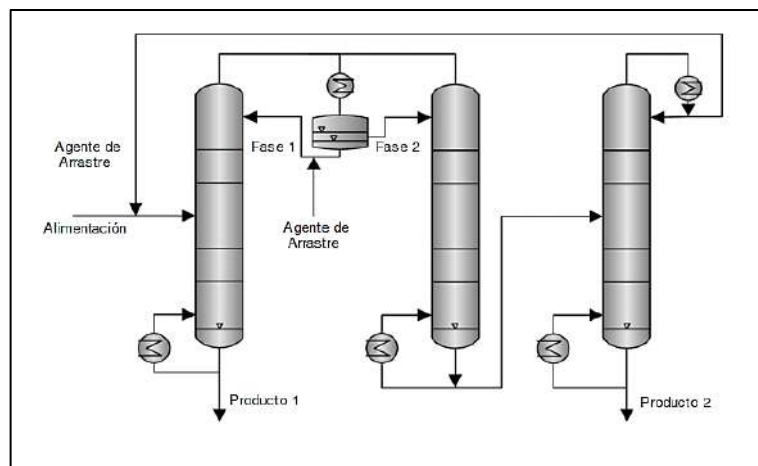 Agente de
Arrastre
Alimentación
Fase 1
Fase 2
Agente de
Arrastre
Producto 1
Producto 2